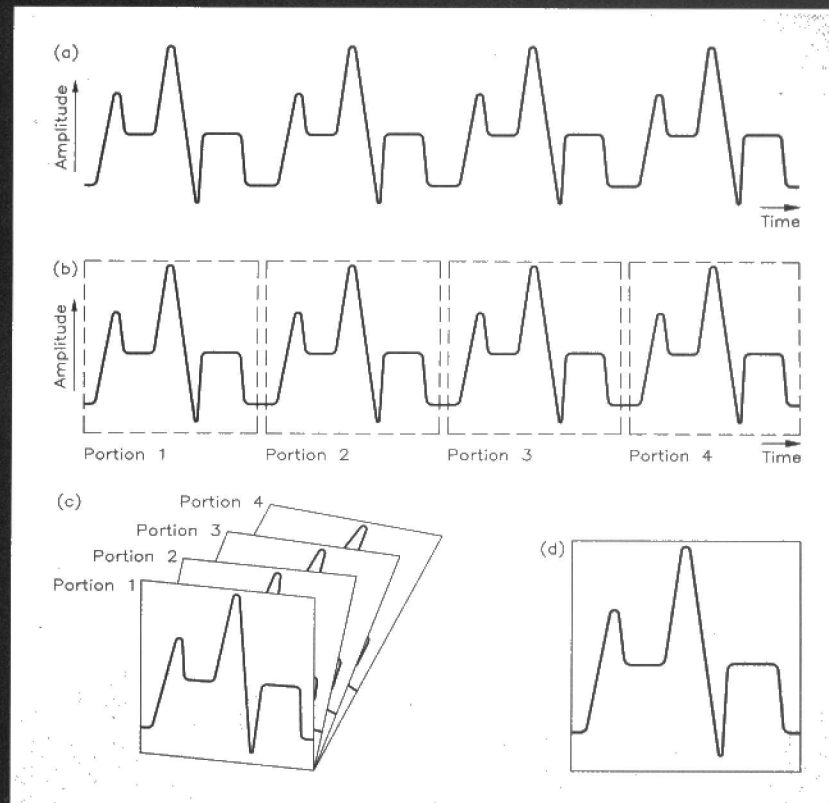 (a)
Amplitude
Time
(b)
Amplitude
Portion 1 Portion 2 Portion 3 Portion 4 Time
(c)
Portion 4
Portion 3
Portion 2
Portion 1
(d)